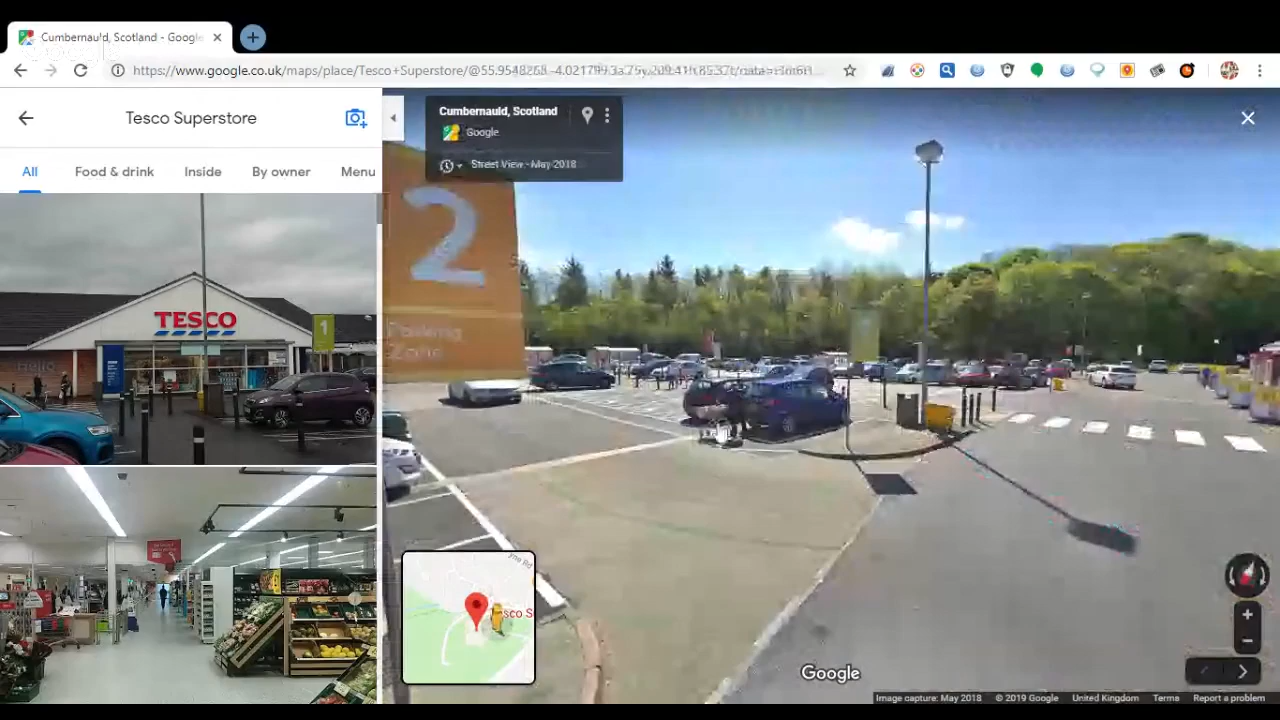 Cumbernauld, Scotland - Google
https://www.google.co.uk/maps/place/Tesco+Superstore/
Tesco Superstore
All Food & drink Inside By owner Menu
Cumbernauld, Scotland
Google
Street View - May 2018
2
Parking
Zone
TESCO
1
Hello
sco S
Google
Image capture: May 2018 © 2019 Google United Kingdom Terms Report a problem